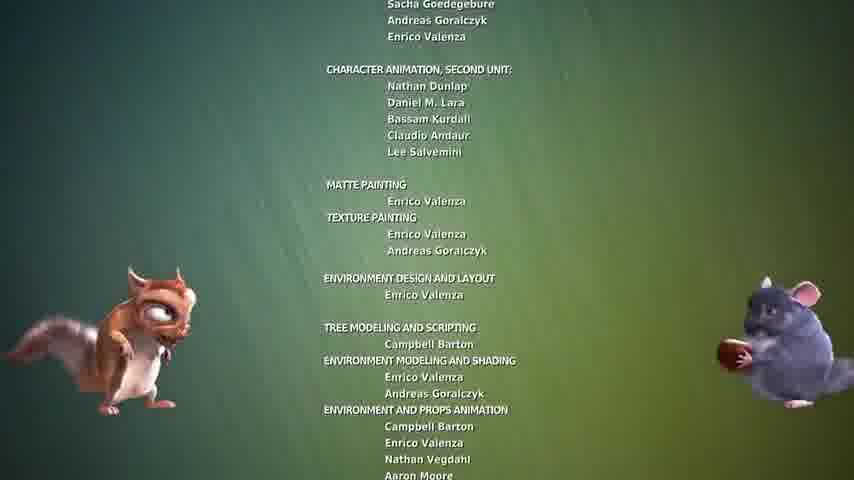 Sacha Goedegebure
Andreas Goralczyk
Enrico Valenza
CHARACTER ANIMATION, SECOND UNIT:
Nathan Dunlap
Daniel M. Lara
Bassam Kurdali
Claudio Andaur
Lee Salvemini
MATTE PAINTING
Enrico Valenza
TEXTURE PAINTING
Enrico Valenza
Andreas Goralczyk
ENVIRONMENT DESIGN AND LAYOUT
Enrico Valenza
TREE MODELING AND SCRIPTING
Campbell Barton
ENVIRONMENT MODELING AND SHADING
Enrico Valenza
Andreas Goralczyk
ENVIRONMENT AND PROPS ANIMATION
Campbell Barton
Enrico Valenza
Nathan Vegdahl
Aaron Moore